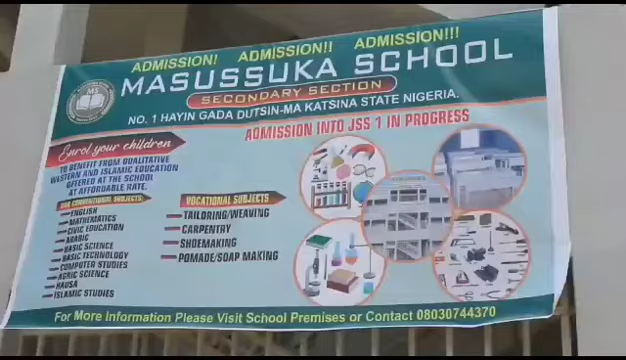 ADMISSION! ADMISSION!! ADMISSION!!!
MASUSSUKA SCHOOL
MS
SECONDARY SECTION
NO. 1 HAYIN GADA DUTSIN-MA KATSINA STATE NIGERIA.
ADMISSION INTO JSS 1 IN PROGRESS
Enrol your children
TO BENEFIT FROM QUALITATIVE
WESTERN AND ISLAMIC EDUCATION
OFFERED AT THE SCHOOL
AT AFFORDABLE RATE.
OUR CONVENTIONAL SUBJECTS:
ENGLISH
MATHEMATICS
CIVIC EDUCATION
ARABIC
BASIC SCIENCE
BASIC TECHNOLOGY
COMPUTER STUDIES
AGRIC SCIENCE
HAUSA
ISLAMIC STUDIES
VOCATIONAL SUBJECTS
TAILORING/WEAVING
CARPENTRY
SHOEMAKING
POMADE/SOAP MAKING
For More Information Please Visit School Premises or Contact 08030744370